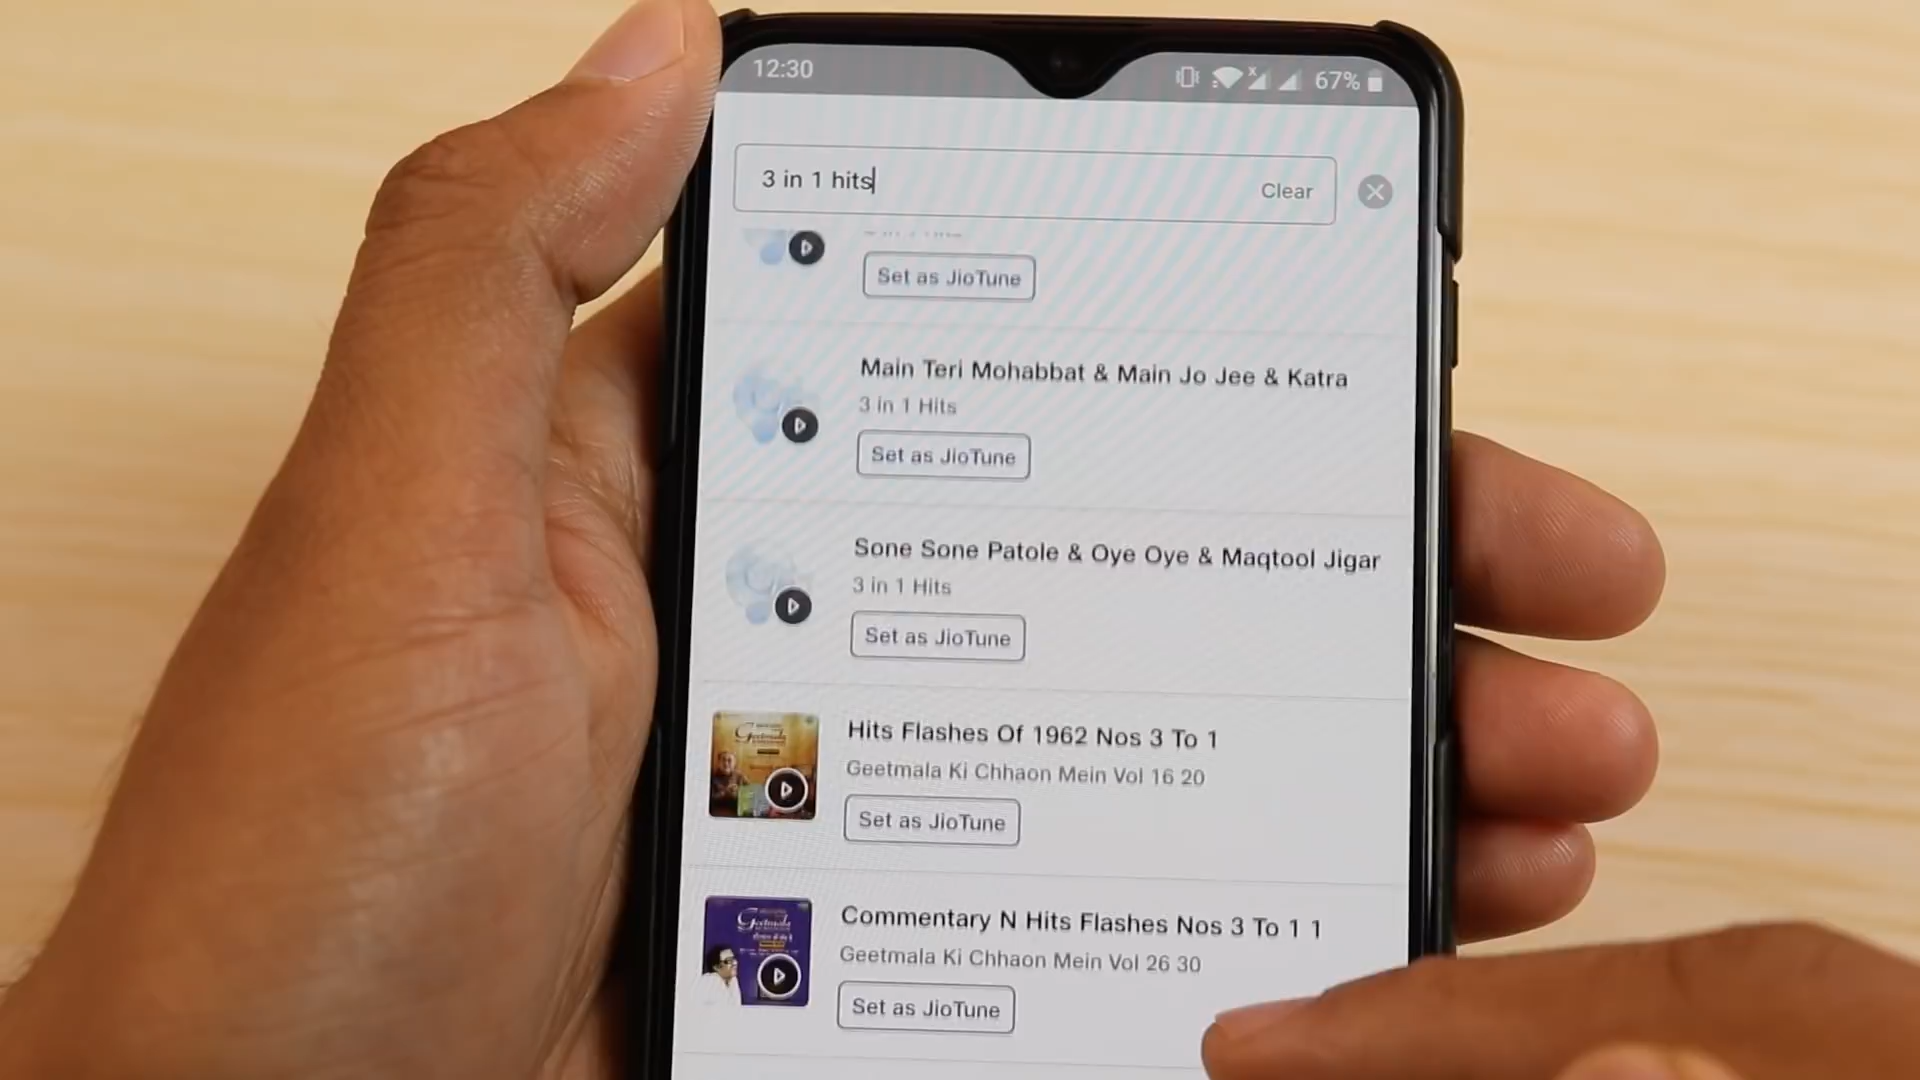 12:30
67%
3 in 1 hits
Clear
Set as JioTune
Main Teri Mohabbat & Main Jo Jee & Katra
3 in 1 Hits
Set as JioTune
Sone Sone Patole & Oye Oye & Maqtool Jigar
3 in 1 Hits
Set as JioTune
Geetmala
Hits Flashes Of 1962 Nos 3 To 1
Geetmala Ki Chhaon Mein Vol 16 20
Set as JioTune
Geetmala
Commentary N Hits Flashes Nos 3 To 1 1
Geetmala Ki Chhaon Mein Vol 26 30
Set as JioTune